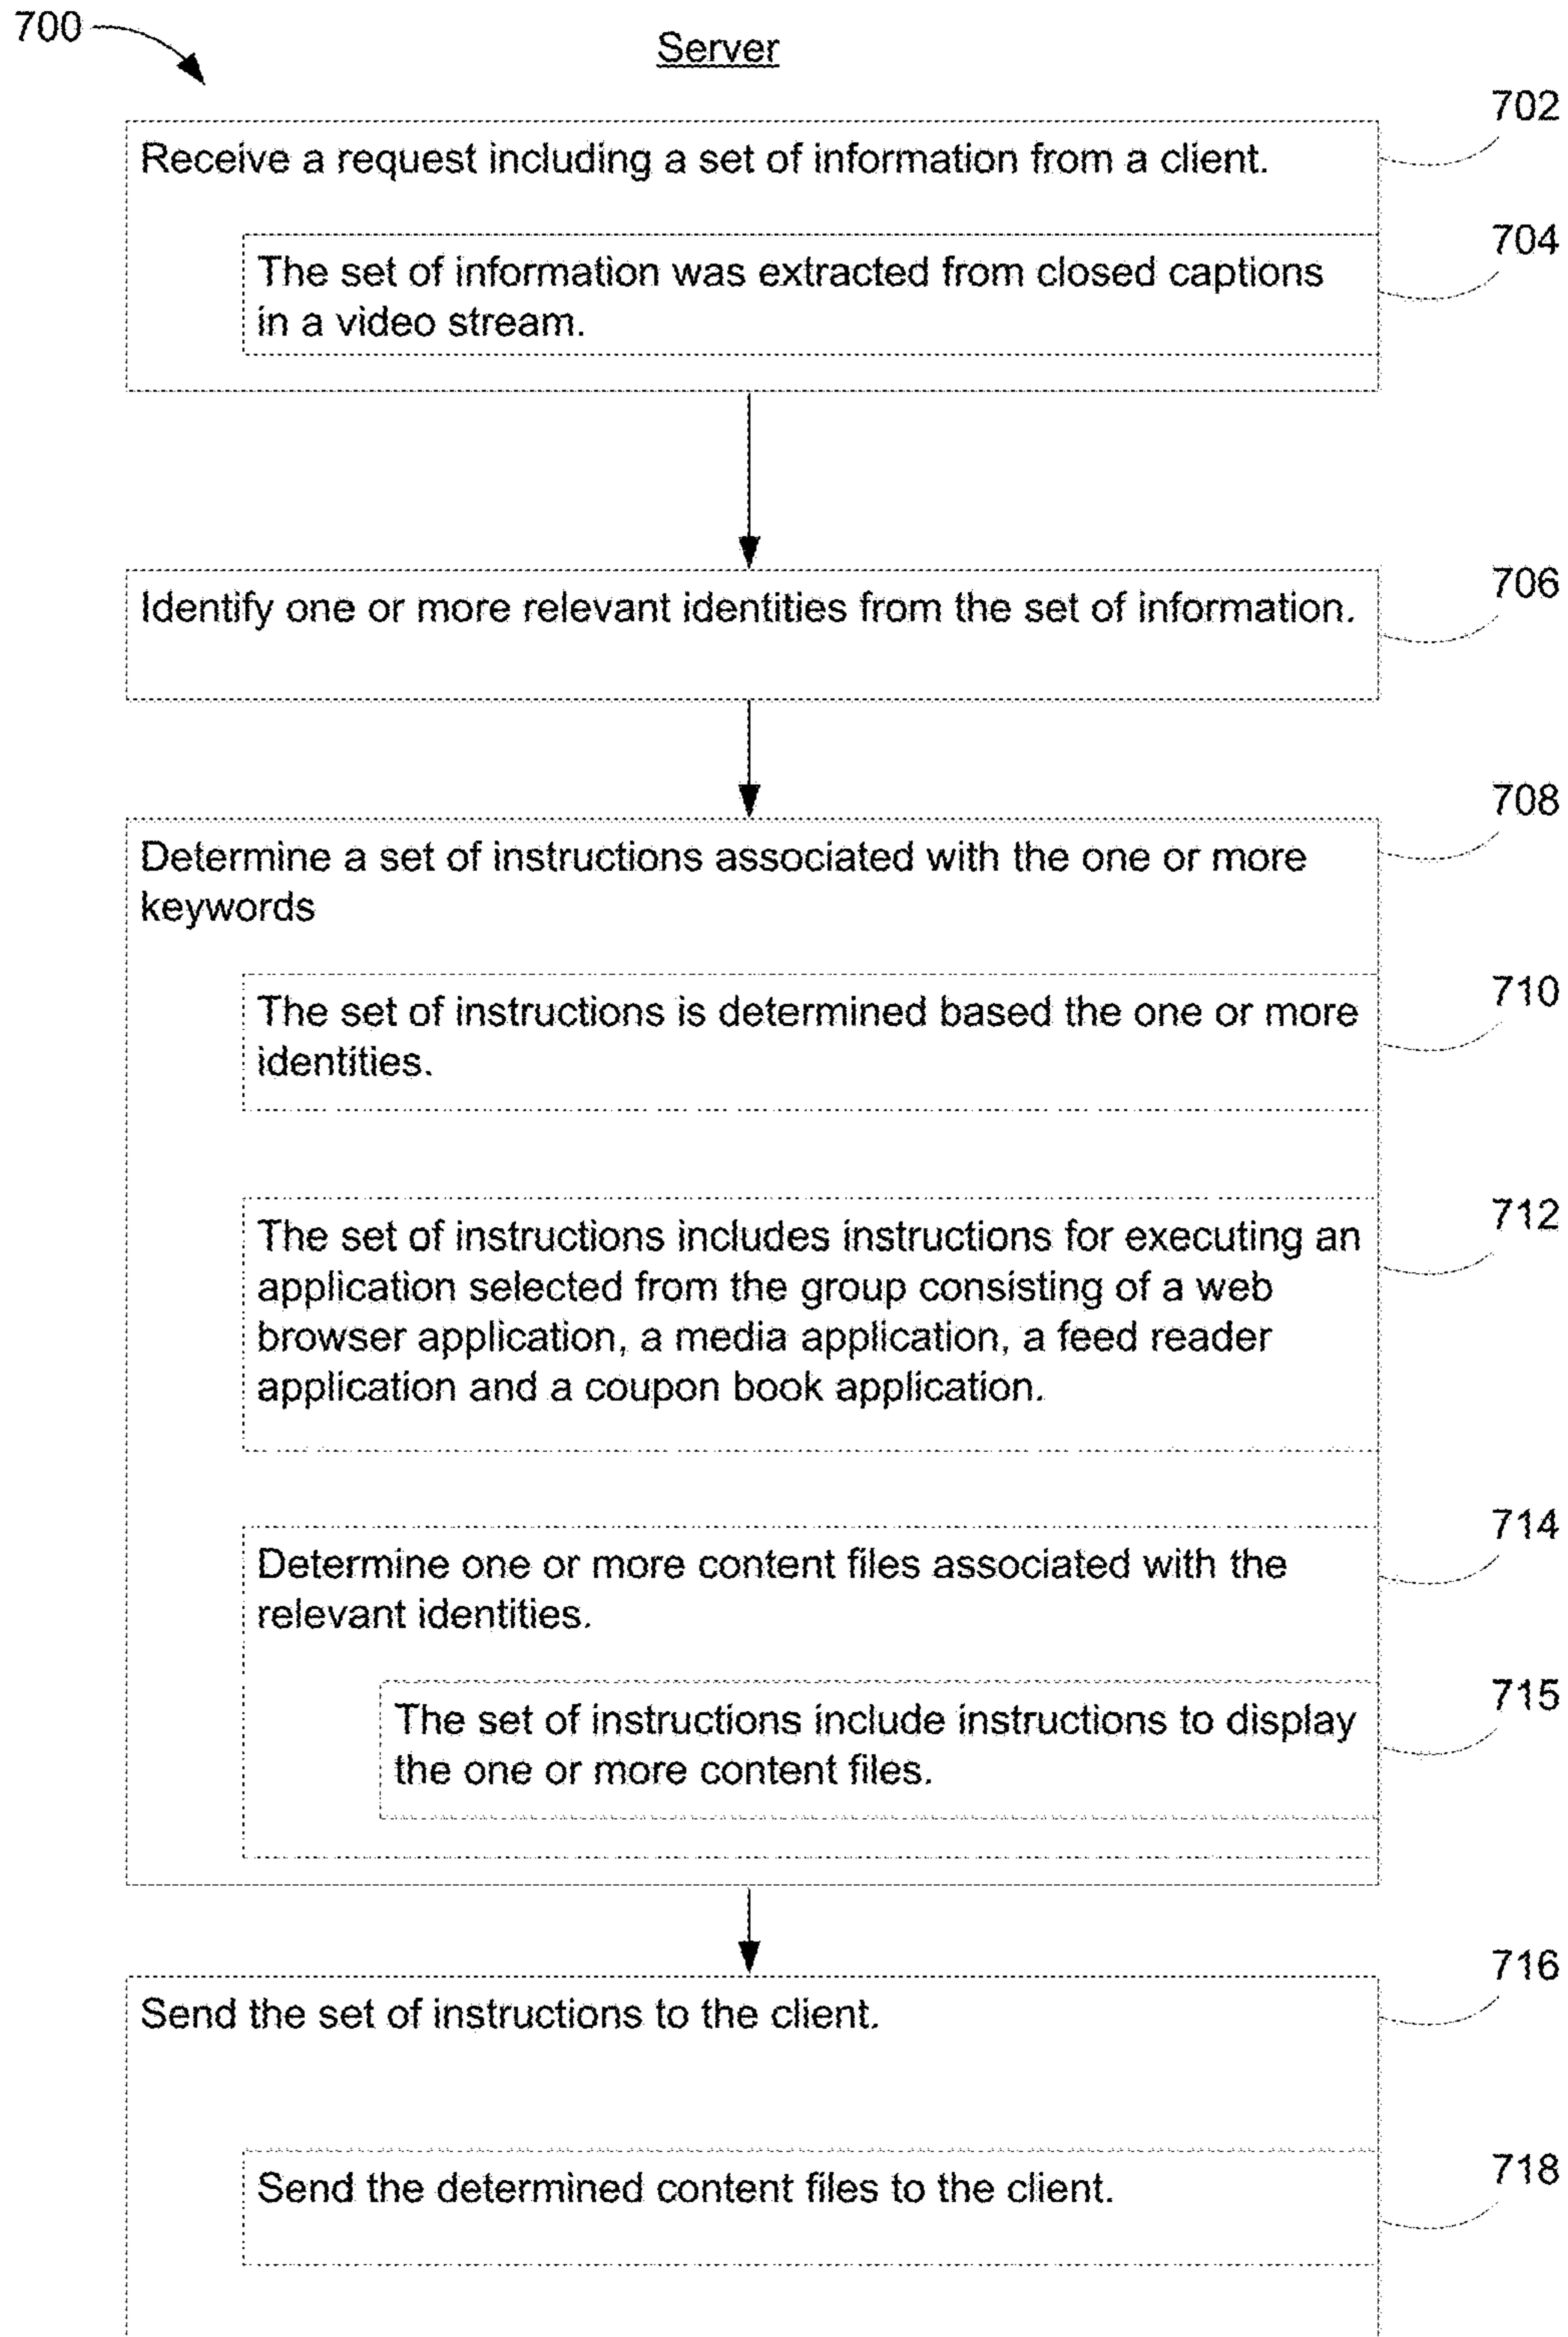 700
Server
702
Receive a request including a set of information from a client.
704
The set of information was extracted from closed captions
in a video stream.
706
Identify one or more relevant identities from the set of information.
708
Determine a set of instructions associated with the one or more
keywords
710
The set of instructions is determined based the one or more
identities.
712
The set of instructions includes instructions for executing an
application selected from the group consisting of a web
browser application, a media application, a feed reader
application and a coupon book application.
714
Determine one or more content files associated with the
relevant identities.
715
The set of instructions include instructions to display
the one or more content files.
716
Send the set of instructions to the client.
718
Send the determined content files to the client.